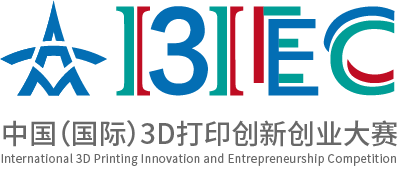 I3IEC
中国（国际）3D打印创新创业大赛
International 3D Printing Innovation and Entrepreneurship Competition